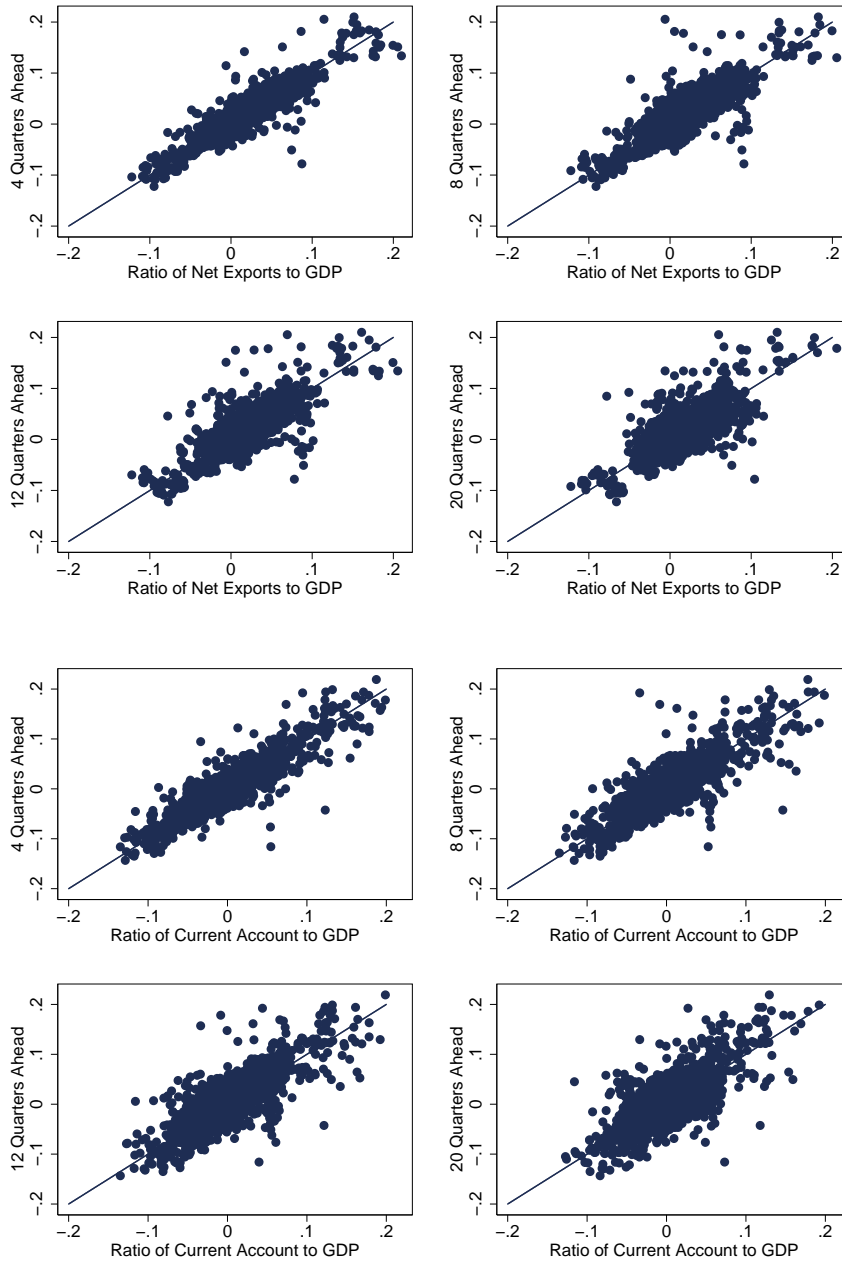 4 Quarters Ahead
.2
.1
0
−.1
−.2
−.2 −.1 0 .1 .2
Ratio of Net Exports to GDP
8 Quarters Ahead
.2
.1
0
−.1
−.2
−.2 −.1 0 .1 .2
Ratio of Net Exports to GDP
12 Quarters Ahead
.2
.1
0
−.1
−.2
−.2 −.1 0 .1 .2
Ratio of Net Exports to GDP
20 Quarters Ahead
.2
.1
0
−.1
−.2
−.2 −.1 0 .1 .2
Ratio of Net Exports to GDP
4 Quarters Ahead
.2
.1
0
−.1
−.2
−.2 −.1 0 .1 .2
Ratio of Current Account to GDP
8 Quarters Ahead
.2
.1
0
−.1
−.2
−.2 −.1 0 .1 .2
Ratio of Current Account to GDP
12 Quarters Ahead
.2
.1
0
−.1
−.2
−.2 −.1 0 .1 .2
Ratio of Current Account to GDP
20 Quarters Ahead
.2
.1
0
−.1
−.2
−.2 −.1 0 .1 .2
Ratio of Current Account to GDP